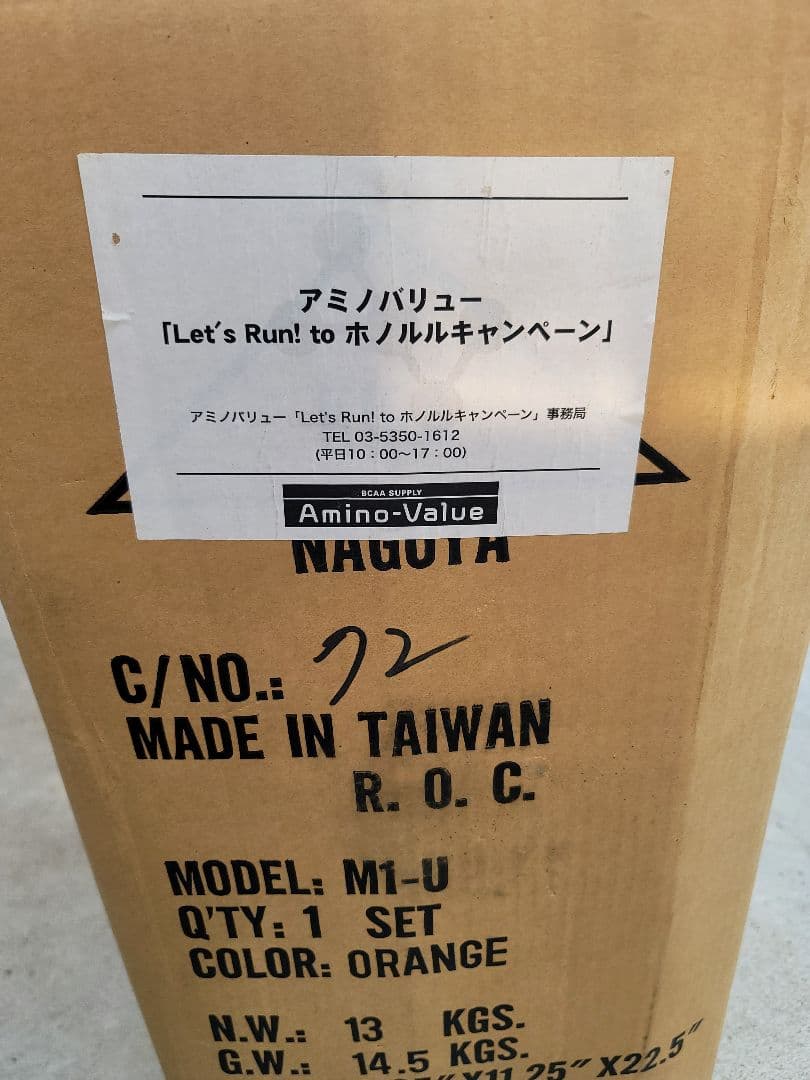 アミノバリュー
「Let's Run! to ホノルルキャンペーン」
アミノバリュー「Let's Run! to ホノルルキャンペーン」事務局
TEL 03-5350-1612
(平日10：00〜17：00)
BCAA SUPPLY
Amino-Value
NAGOYA
C/NO.: 72
MADE IN TAIWAN
R. O. C.
MODEL: M1-U
Q'TY: 1 SET
COLOR: ORANGE
N.W.: 13 KGS.
G.W.: 14.5 KGS.
X11.25" X22.5"